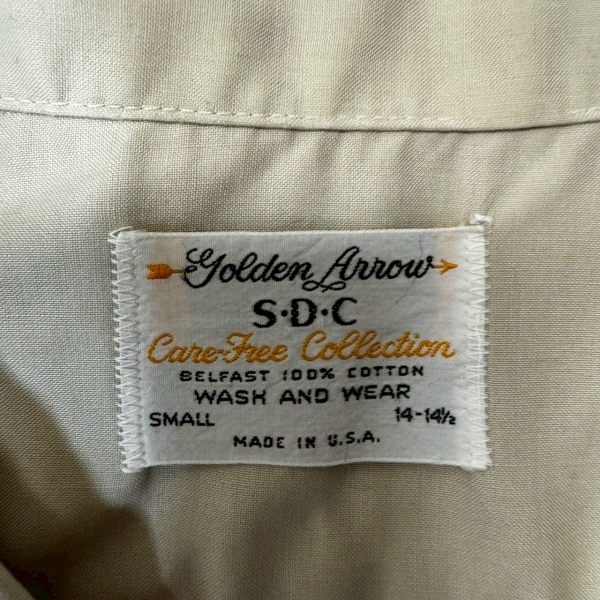 Golden Arrow
S·D·C
Care-Free Collection
BELFAST 100% COTTON
WASH AND WEAR
SMALL 14-14½
MADE IN U.S.A.